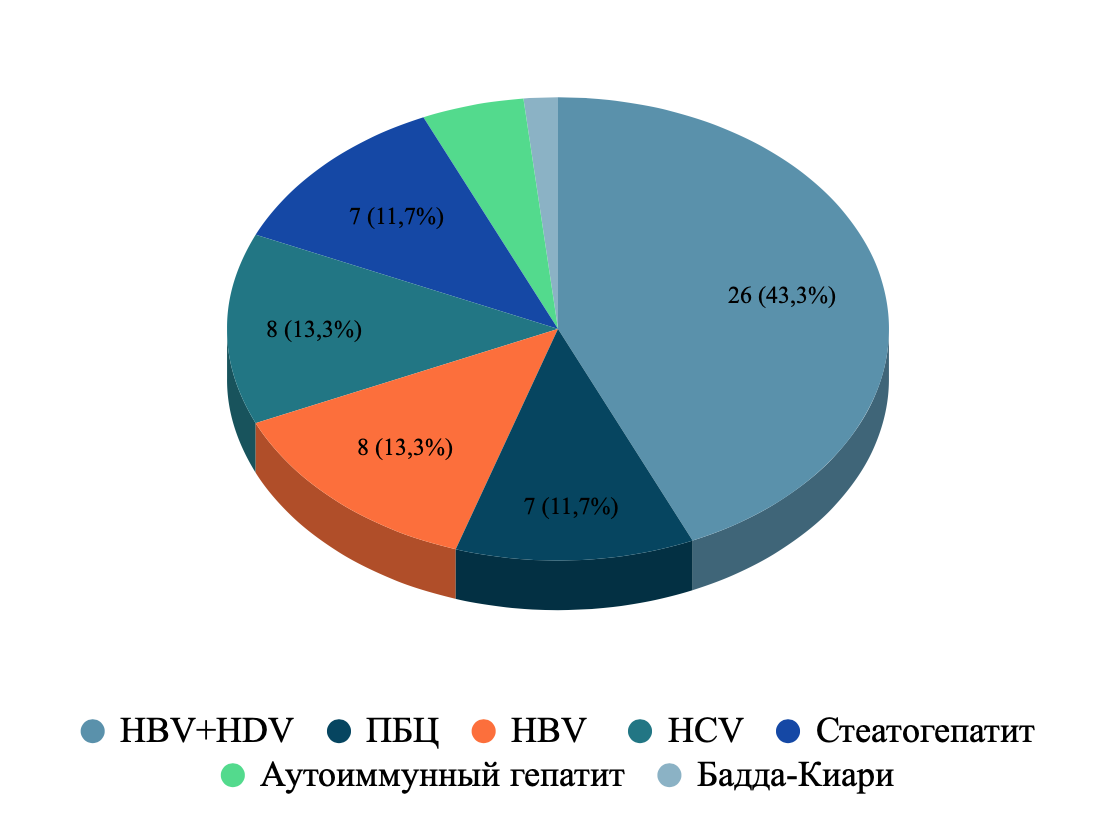 7 (11,7%)
26 (43,3%)
8 (13,3%)
8 (13,3%)
7 (11,7%)
HBV+HDV ПБЦ HBV HCV Стеатогепатит
Аутоиммунный гепатит Бадда-Киари